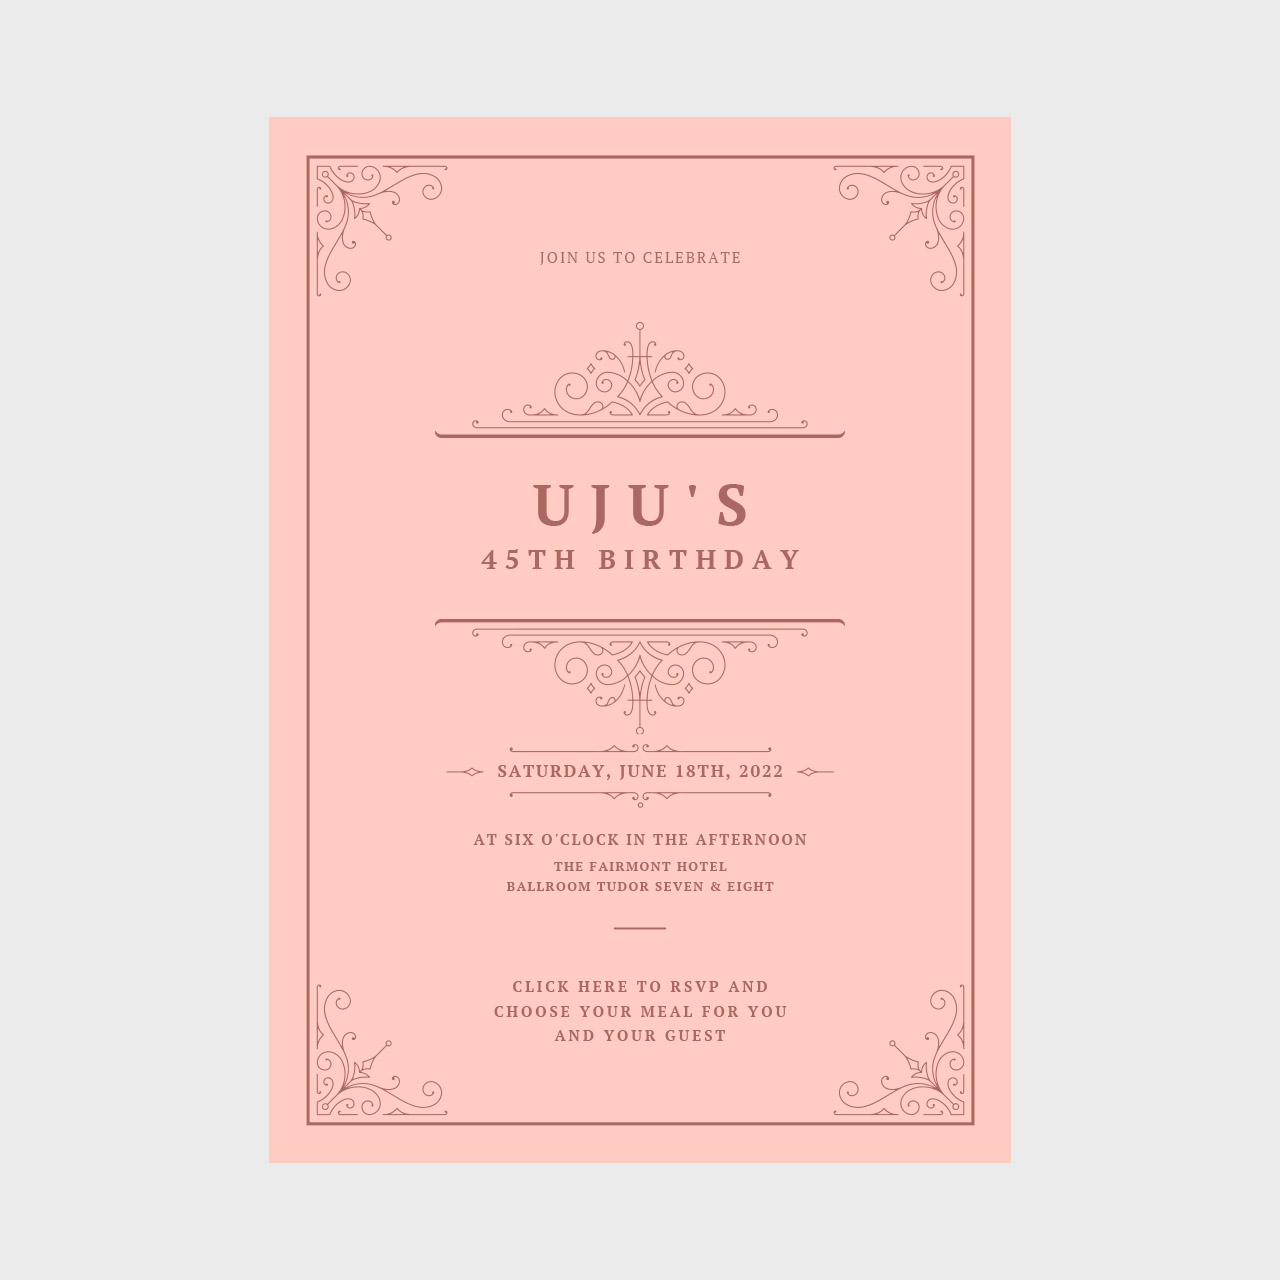 JOIN US TO CELEBRATE
UJU'S
45TH BIRTHDAY
SATURDAY, JUNE 18TH, 2022
AT SIX O'CLOCK IN THE AFTERNOON
THE FAIRMONT HOTEL
BALLROOM TUDOR SEVEN & EIGHT
CLICK HERE TO RSVP AND
CHOOSE YOUR MEAL FOR YOU
AND YOUR GUEST